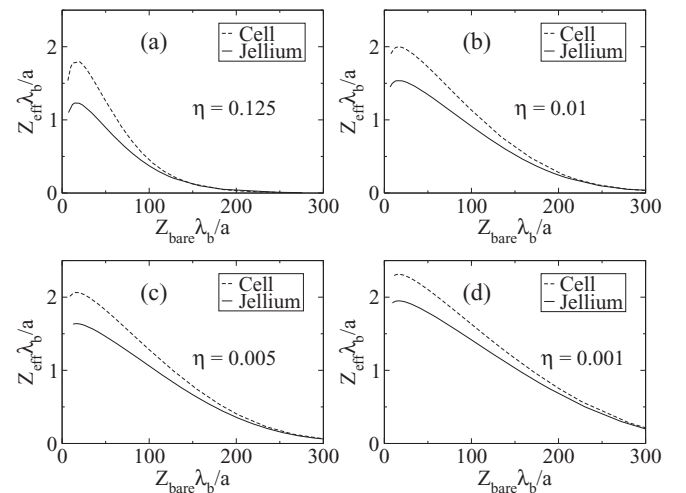 (a)
Cell
Jellium
η = 0.125
Z_eff λ_b/a
2
1
0
0 100 200 300
Z_bare λ_b/a
(b)
Cell
Jellium
η = 0.01
Z_eff λ_b/a
2
1
0
0 100 200 300
Z_bare λ_b/a
(c)
Cell
Jellium
η = 0.005
Z_eff λ_b/a
2
1
0
0 100 200 300
Z_bare λ_b/a
(d)
Cell
Jellium
η = 0.001
Z_eff λ_b/a
2
1
0
0 100 200 300
Z_bare λ_b/a